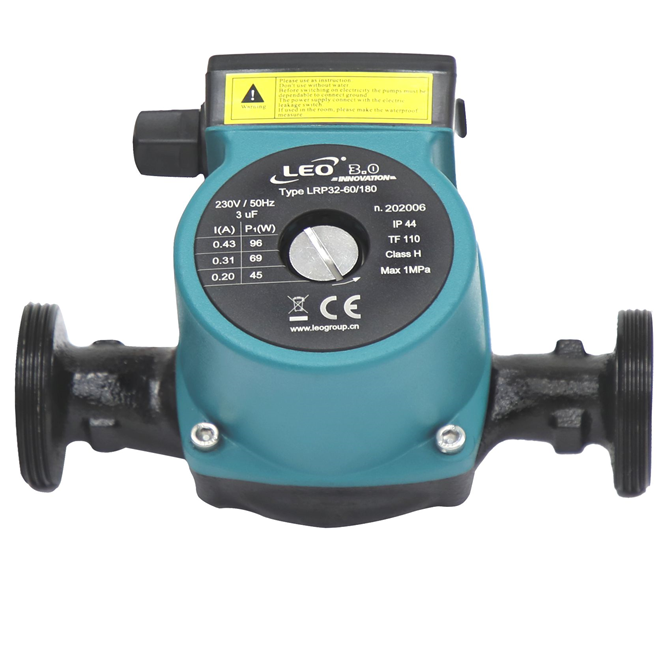 Warning
Please use as instruction
Don't use without water
Before switching on electricity the pumps must be
dependable to connect ground
The power supply connect with the electric
leakage switch
If used in the room, please make the waterproof
measure
LEO 3.0
INNOVATION
Type LRP32-60/180
230V / 50Hz
3 uF
n. 202006
I(A) P₁(W)
0.43 96
0.31 69
0.20 45
IP 44
TF 110
Class H
Max 1MPa
CE
www.leogroup.cn